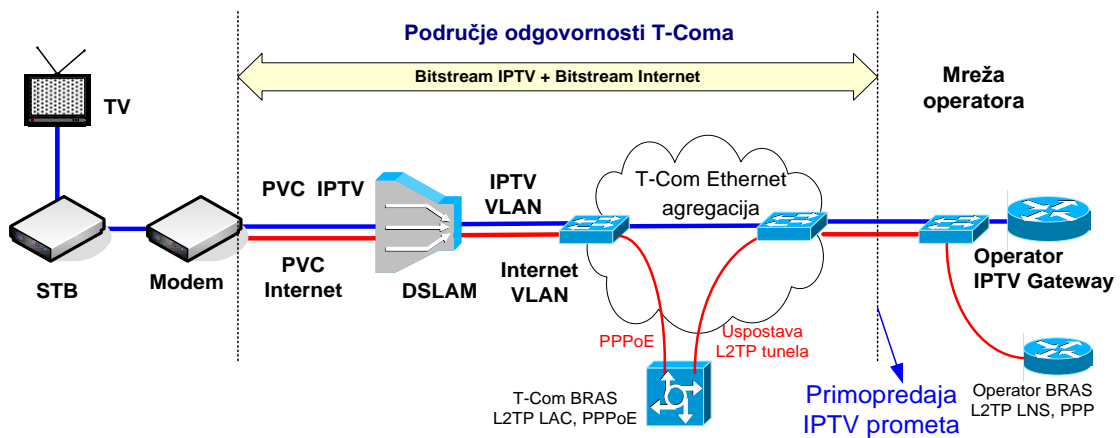 Područje odgovornosti T-Coma
Bitstream IPTV + Bitstream Internet
Mreža
operatora
TV
PVC IPTV
IPTV
VLAN
T-Com Ethernet
agregacija
STB
Modem
PVC
Internet
DSLAM
Internet
VLAN
Operator
IPTV Gateway
PPPoE
Uspostava
L2TP tunela
T-Com BRAS
L2TP LAC, PPPoE
Primopredaja
IPTV prometa
Operator BRAS
L2TP LNS, PPP